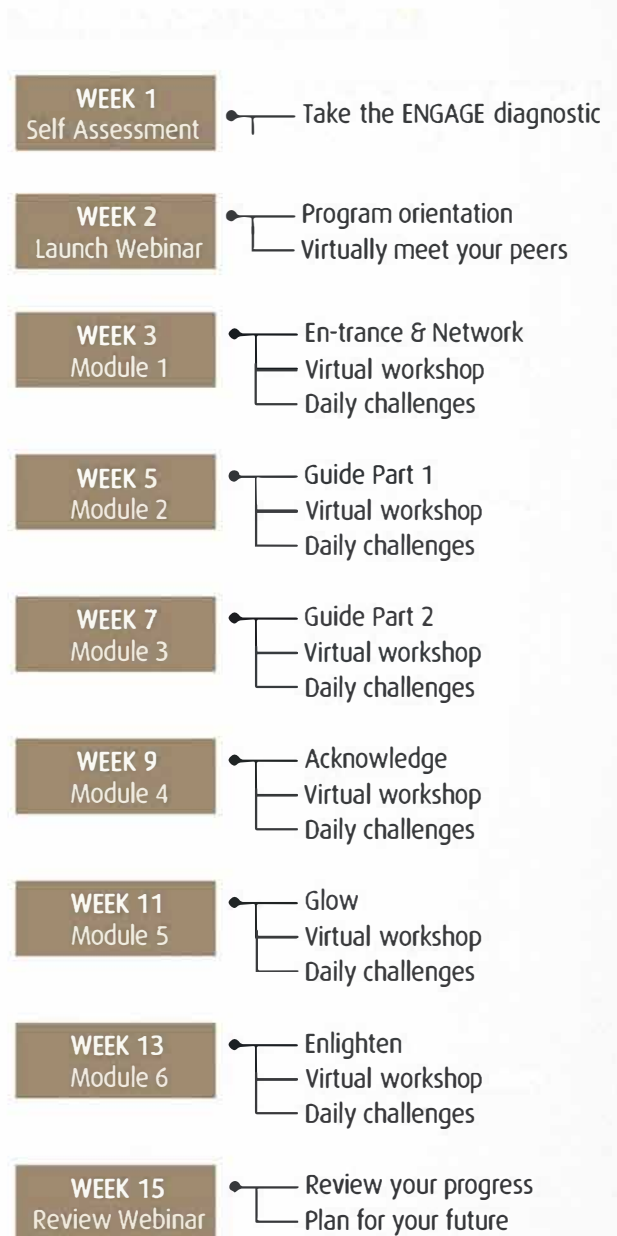 WEEK 1
Self Assessment
Take the ENGAGE diagnostic
WEEK 2
Launch Webinar
Program orientation
Virtually meet your peers
WEEK 3
Module 1
En-trance & Network
Virtual workshop
Daily challenges
WEEK 5
Module 2
Guide Part 1
Virtual workshop
Daily challenges
WEEK 7
Module 3
Guide Part 2
Virtual workshop
Daily challenges
WEEK 9
Module 4
Acknowledge
Virtual workshop
Daily challenges
WEEK 11
Module 5
Glow
Virtual workshop
Daily challenges
WEEK 13
Module 6
Enlighten
Virtual workshop
Daily challenges
WEEK 15
Review Webinar
Review your progress
Plan for your future